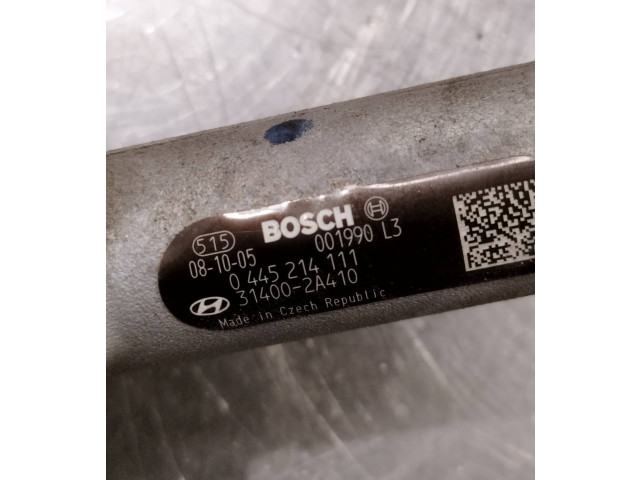 BOSCH
515
001990 L3
08-10-05
0 445 214 111
31400-2A410
Made in Czech Republic